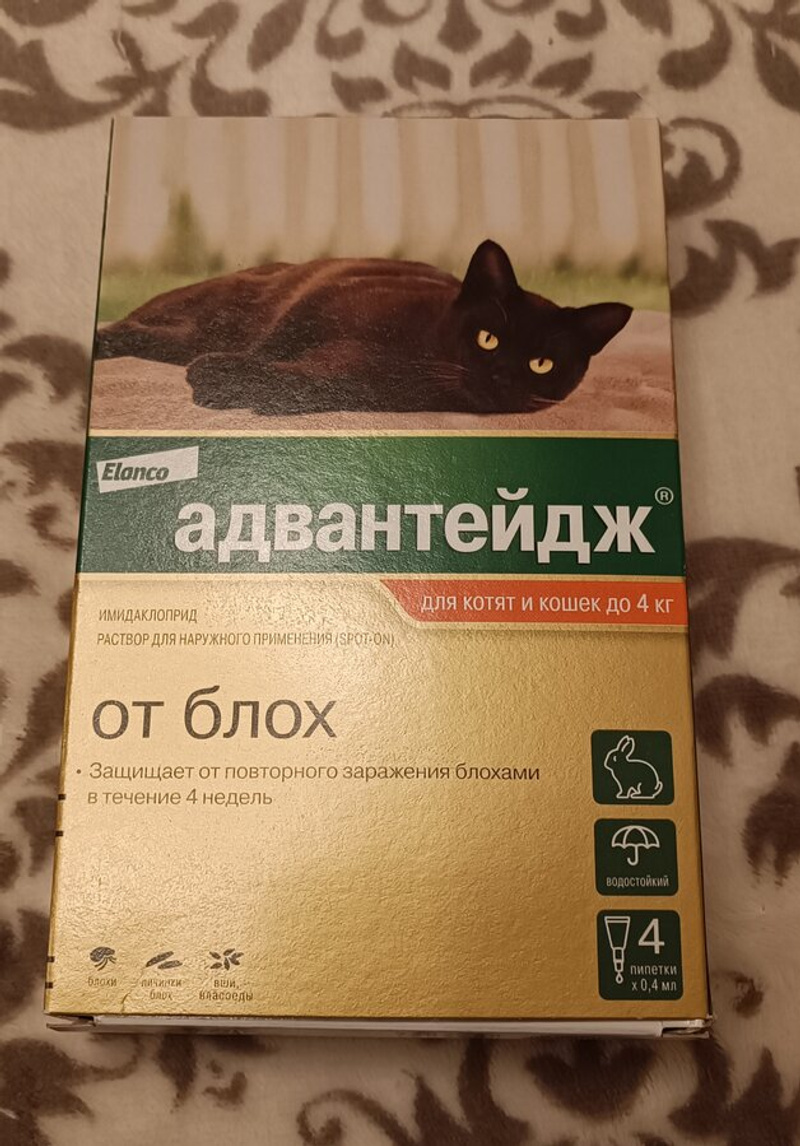 Elanco
адвантейдж®
для котят и кошек до 4 кг
ИМИДАКЛОПРИД
РАСТВОР ДЛЯ НАРУЖНОГО ПРИМЕНЕНИЯ (SPOT-ON)
от блох
• Защищает от повторного заражения блохами
в течение 4 недель
водостойкий
4
пипетки
х 0,4 мл
блохи
личинки
блох
вши,
власоеды